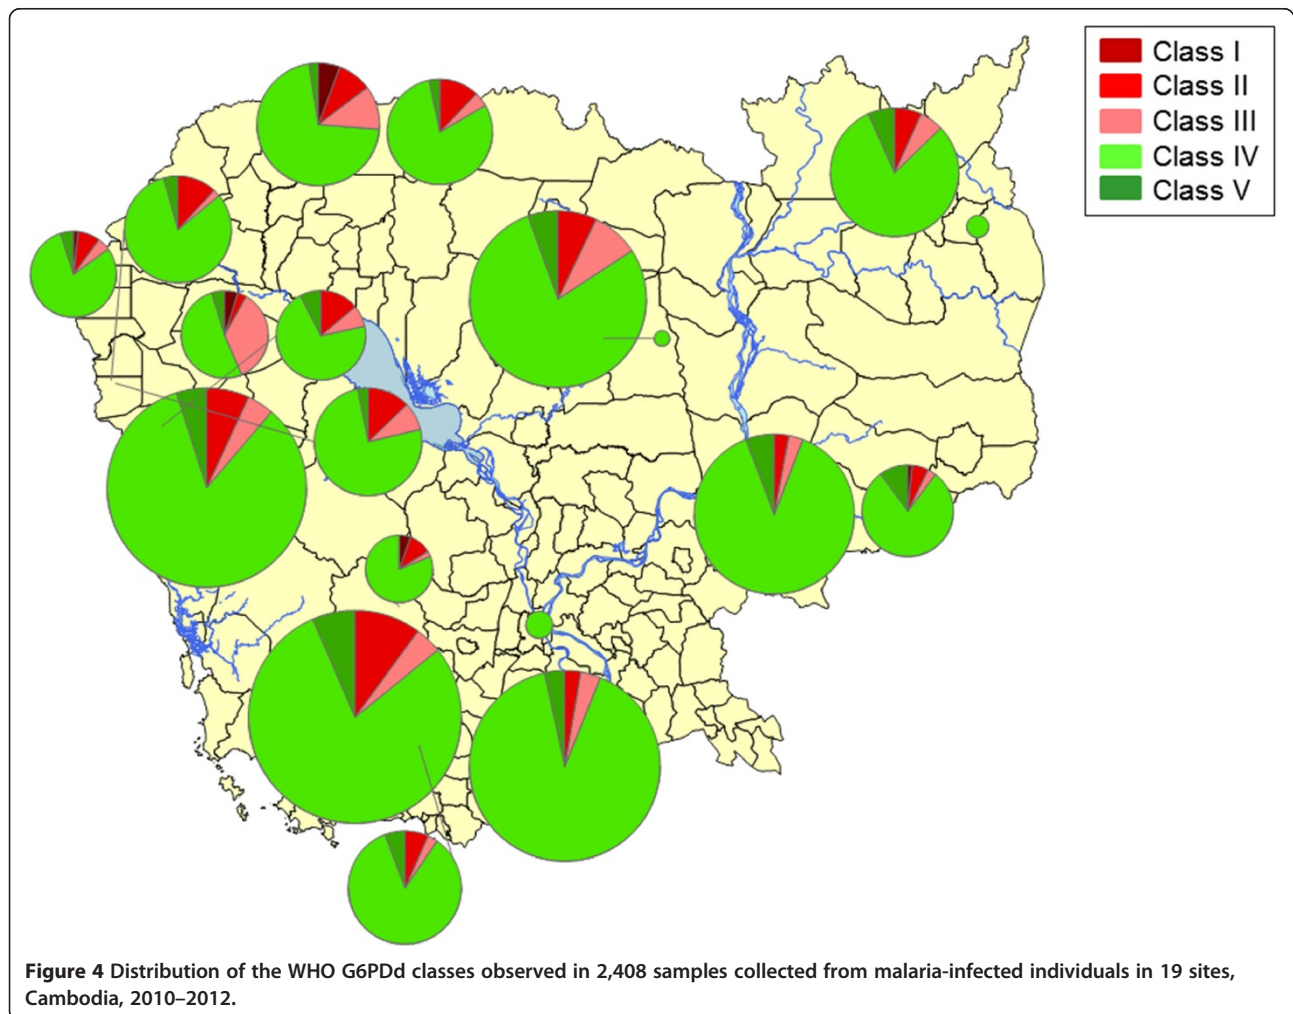 Class I
Class II
Class III
Class IV
Class V
Figure 4 Distribution of the WHO G6PDd classes observed in 2,408 samples collected from malaria-infected individuals in 19 sites,
Cambodia, 2010–2012.